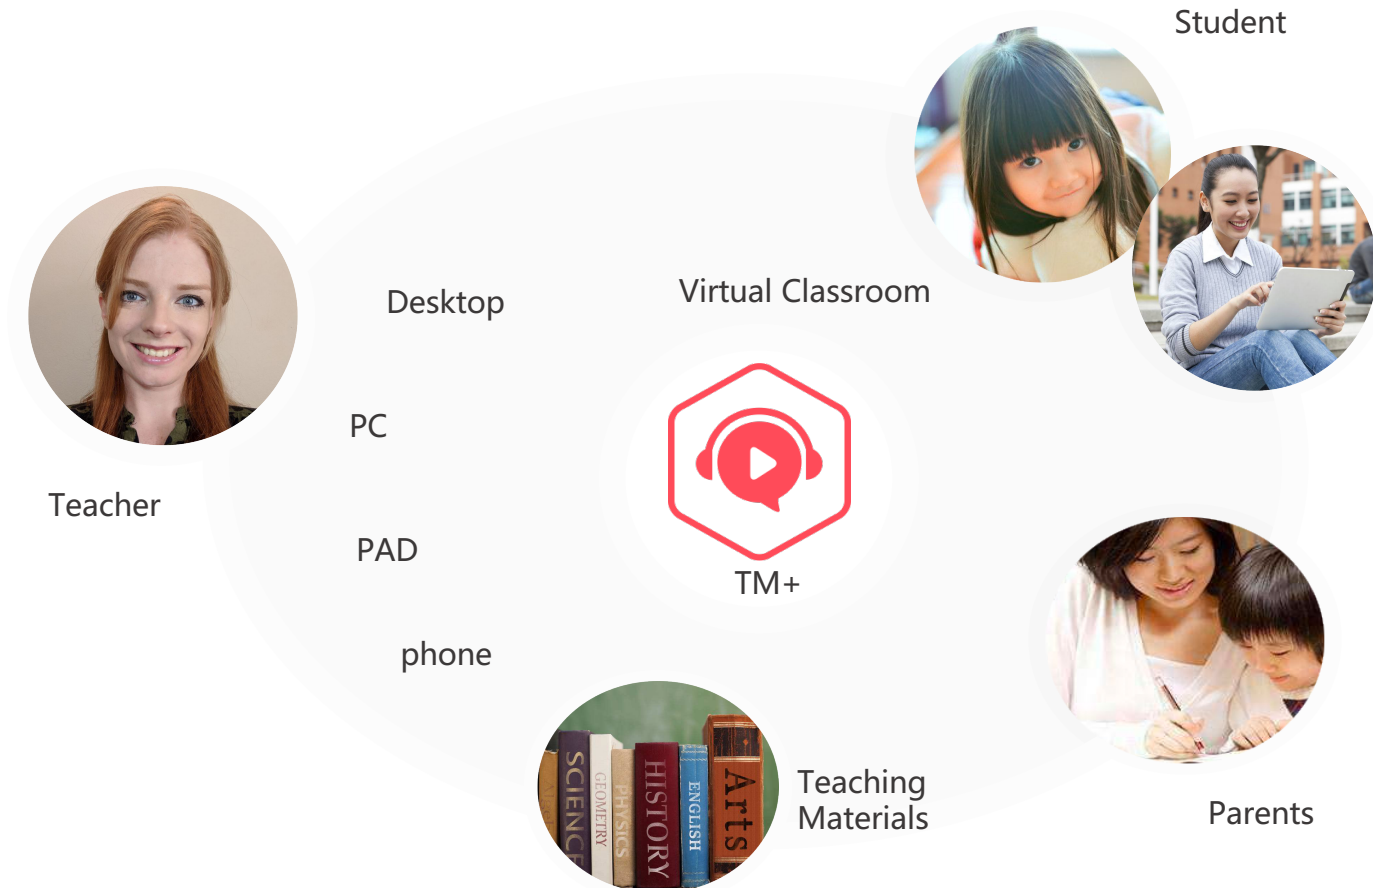 Student
Desktop
Virtual Classroom
PC
Teacher
PAD
TM+
phone
SCIENCE
GEOMETRY
PHYSICS
HISTORY
ENGLISH
Arts
Teaching
Materials
Parents